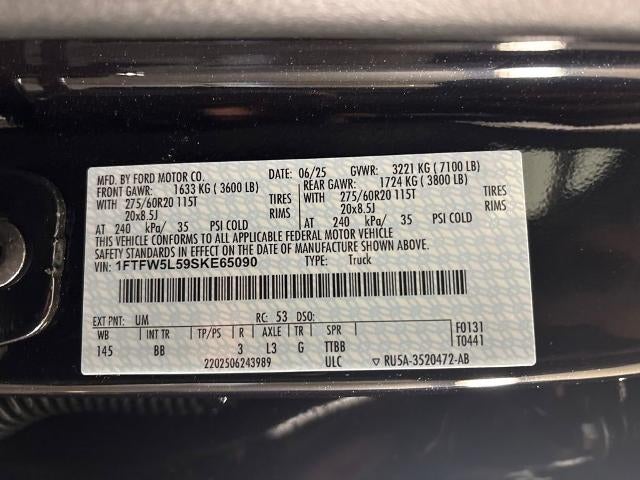 MFD. BY FORD MOTOR CO. DATE: 06/25 GVWR: 3221 KG ( 7100 LB)
FRONT GAWR: 1633 KG ( 3600 LB) REAR GAWR: 1724 KG ( 3800 LB)
WITH 275/60R20 115T TIRES WITH 275/60R20 115T TIRES
20x8.5J RIMS 20x8.5J RIMS
AT 240 kPa/ 35 PSI COLD AT 240 kPa/ 35 PSI COLD
THIS VEHICLE CONFORMS TO ALL APPLICABLE FEDERAL MOTOR VEHICLE
SAFETY STANDARDS IN EFFECT ON THE DATE OF MANUFACTURE SHOWN ABOVE.
VIN: 1FTFW5L59SKE65090 TYPE: Truck
EXT PNT: UM RC: 53 DSO:
WB INT TR TP/PS R AXLE TR SPR F0131
145 BB 3 L3 G TTBB T0441
2202506243989 ULC ▽ RU5A-3520472-AB